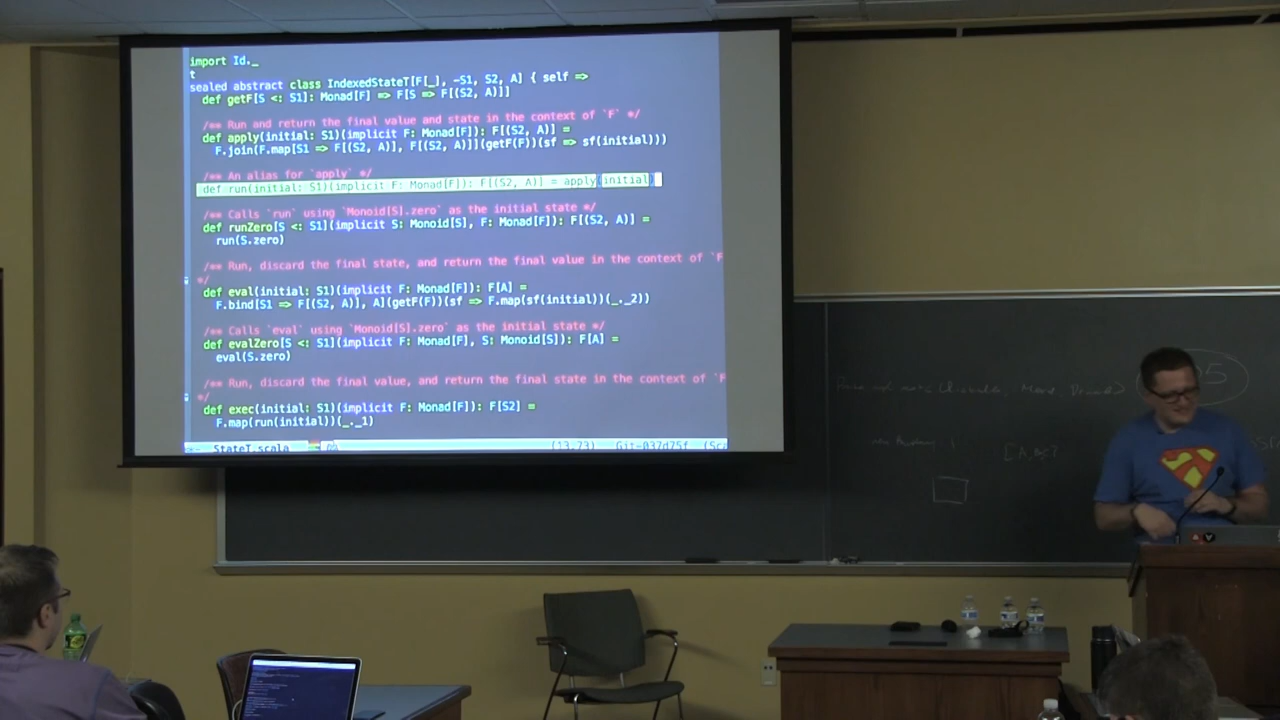 import Id._
t
sealed abstract class IndexedStateT[F[_], -S1, S2, A] { self =>
def getF[S <: S1]: Monad[F] => F[S => F[(S2, A)]]
/** Run and return the final value and state in the context of `F` */
def apply(initial: S1)(implicit F: Monad[F]): F[(S2, A)] =
F.join(F.map[S1 => F[(S2, A)], F[(S2, A)]](getF(F))(sf => sf(initial)))
/** An alias for `apply` */
def run(initial: S1)(implicit F: Monad[F]): F[(S2, A)] = apply(initial)
/** Calls `run` using `Monoid[S].zero` as the initial state */
def runZero[S <: S1](implicit S: Monoid[S], F: Monad[F]): F[(S2, A)] =
run(S.zero)
/** Run, discard the final state, and return the final value in the context of `F
*/
def eval(initial: S1)(implicit F: Monad[F]): F[A] =
F.bind[S1 => F[(S2, A)], A](getF(F))(sf => F.map(sf(initial))(_._2))
/** Calls `eval` using `Monoid[S].zero` as the initial state */
def evalZero[S <: S1](implicit F: Monad[F], S: Monoid[S]): F[A] =
eval(S.zero)
/** Run, discard the final value, and return the final state in the context of `F
*/
def exec(initial: S1)(implicit F: Monad[F]): F[S2] =
F.map(run(initial))(_._1)
StateT.scala (13,73) Git-037d75f (Sc